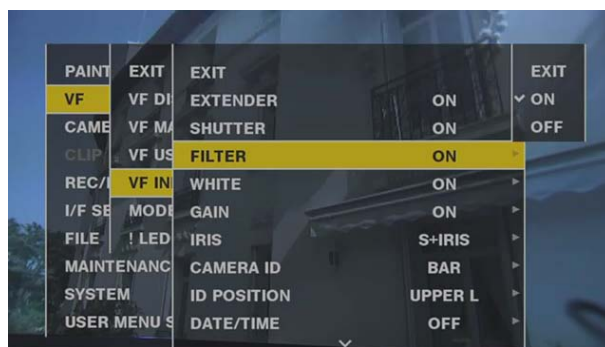 PAINT EXIT EXIT EXIT
VF VF DI EXTENDER ON ON
CAME VF MA SHUTTER ON OFF
CLIP VF US FILTER ON
REC/I VF IN WHITE ON
I/F SE MODE GAIN ON
FILE ! LED IRIS S+IRIS
MAINTENANC CAMERA ID BAR
SYSTEM ID POSITION UPPER L
USER MENU S DATE/TIME OFF